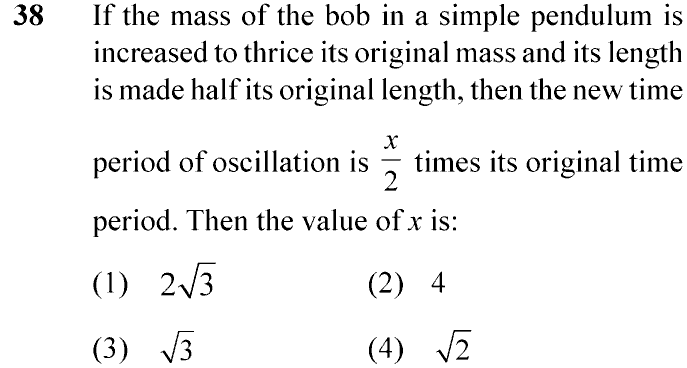 38 If the mass of the bob in a simple pendulum is
increased to thrice its original mass and its length
is made half its original length, then the new time
period of oscillation is x/2 times its original time
period. Then the value of x is:
(1) 2√3 (2) 4
(3) √3 (4) √2